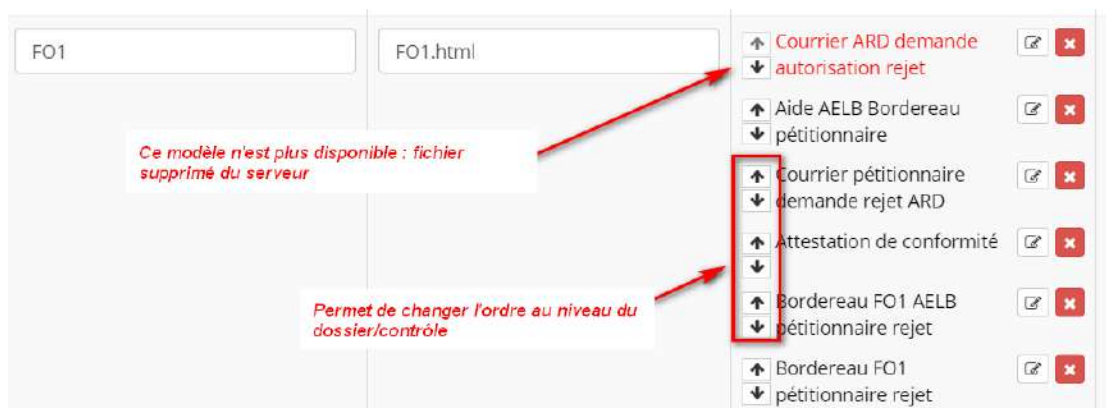 FO1
FO1.html
Courrier ARD demande
autorisation rejet
Aide AELB Bordereau
pétitionnaire
Ce modèle n'est plus disponible : fichier
supprimé du serveur
Courrier pétitionnaire
demande rejet ARD
Attestation de conformité
Permet de changer l'ordre au niveau du
dossier/contrôle
Bordereau FO1 AELB
pétitionnaire rejet
Bordereau FO1
pétitionnaire rejet